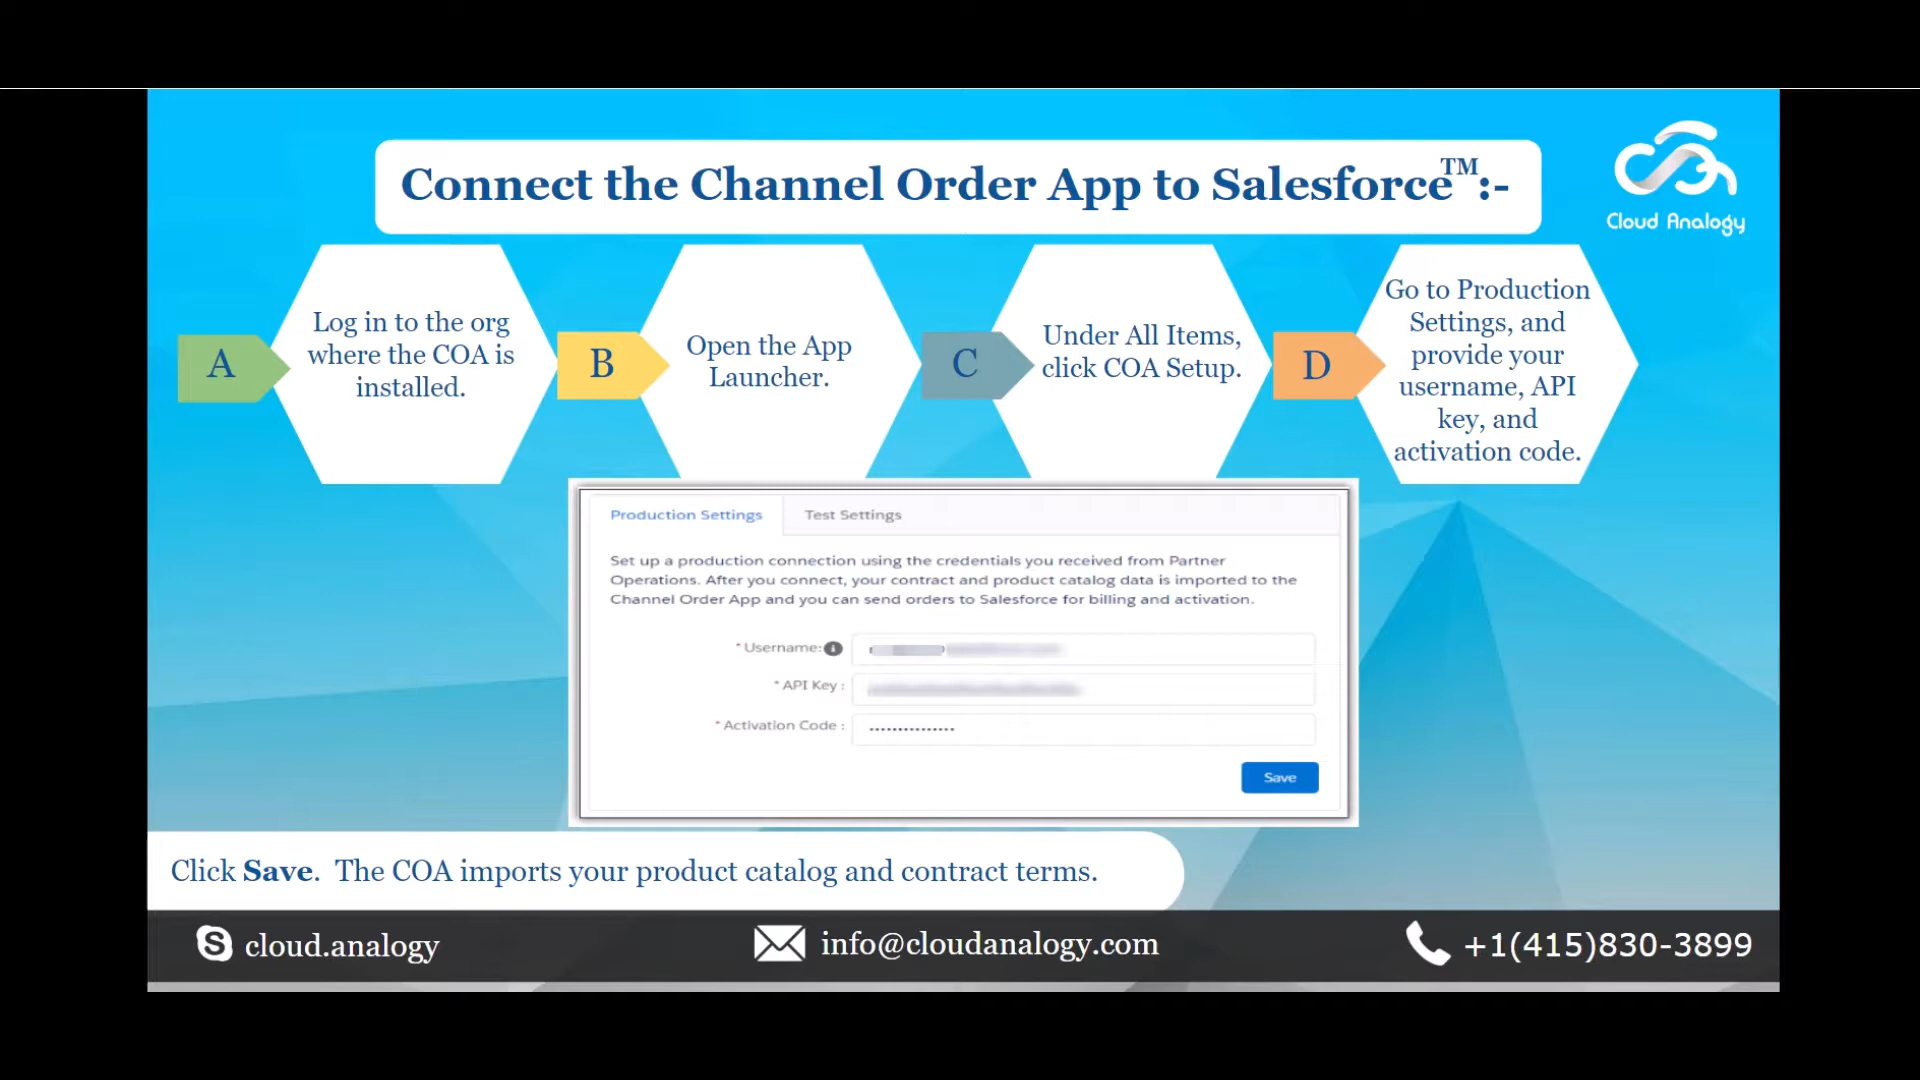 Connect the Channel Order App to Salesforce™:-
Cloud Analogy
A
Log in to the org
where the COA is
installed.
B
Open the App
Launcher.
C
Under All Items,
click COA Setup.
D
Go to Production
Settings, and
provide your
username, API
key, and
activation code.
Production Settings
Test Settings
Set up a production connection using the credentials you received from Partner
Operations. After you connect, your contract and product catalog data is imported to the
Channel Order App and you can send orders to Salesforce for billing and activation.
* Username:
* API Key :
* Activation Code :
Save
Click Save. The COA imports your product catalog and contract terms.
cloud.analogy
info@cloudanalogy.com
+1(415)830-3899